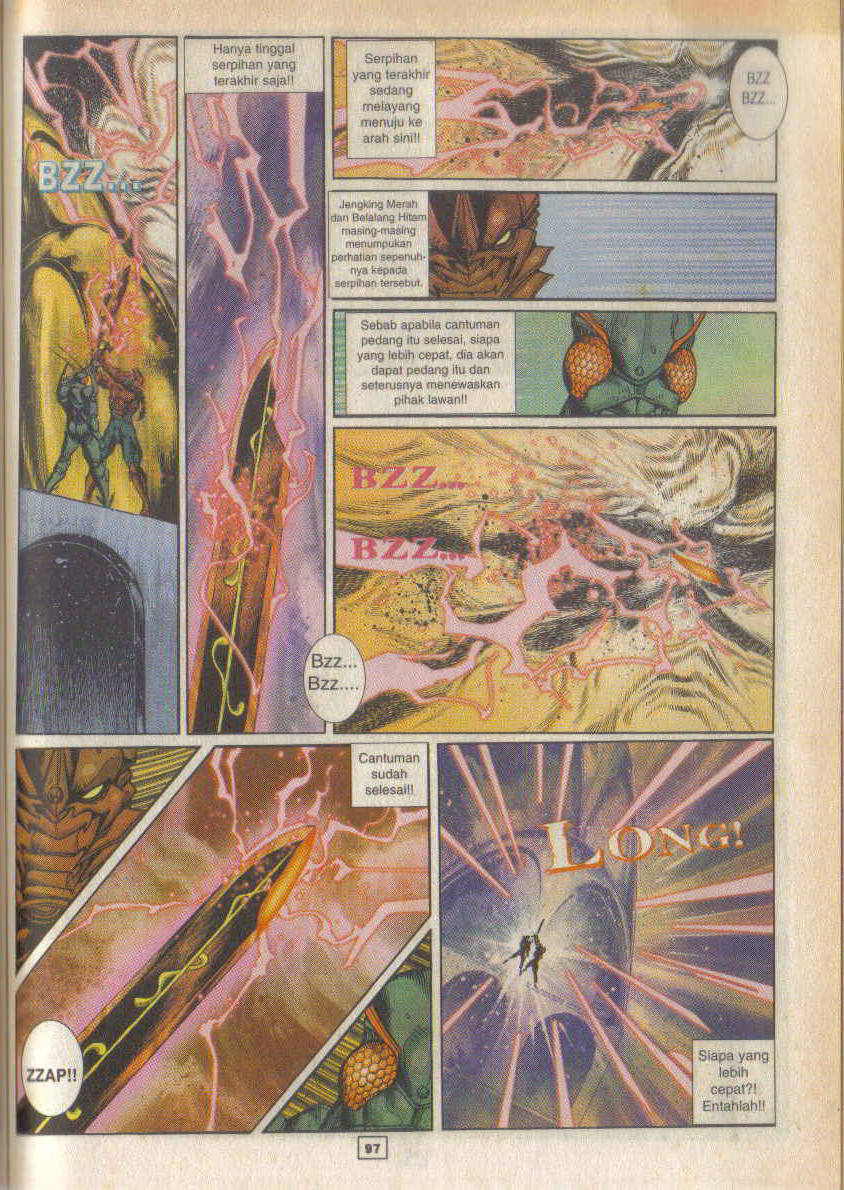 BZZ...
Hanya tinggal
serpihan yang
terakhir saja!!
Serpihan
yang terakhir
sedang
melayang
menuju ke
arah sini!!
BZZ
BZZ...
Jengking Merah
dan Belalang Hitam
masing-masing
menumpukan
perhatian sepenuh-
nya kepada
serpihan tersebut.
Sebab apabila cantuman
pedang itu selesai, siapa
yang lebih cepat, dia akan
dapat pedang itu dan
seterusnya menewaskan
pihak lawan!!
BZZ...
BZZ...
Bzz...
Bzz....
Cantuman
sudah
selesai!!
ZZAP!!
LONG!
Siapa yang
lebih
cepat?!
Entahlah!!
97